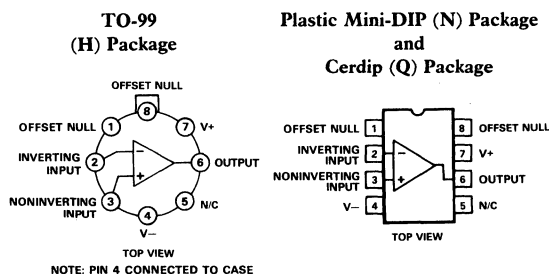 TO-99
(H) Package
OFFSET NULL
8
OFFSET NULL
1
7
V+
INVERTING
INPUT
2
−
+
6
OUTPUT
NONINVERTING
INPUT
3
5
N/C
4
V−
TOP VIEW
NOTE: PIN 4 CONNECTED TO CASE
Plastic Mini-DIP (N) Package
and
Cerdip (Q) Package
OFFSET NULL
1
8
OFFSET NULL
INVERTING
INPUT
2
−
7
V+
NONINVERTING
INPUT
3
+
6
OUTPUT
V−
4
5
N/C
TOP VIEW